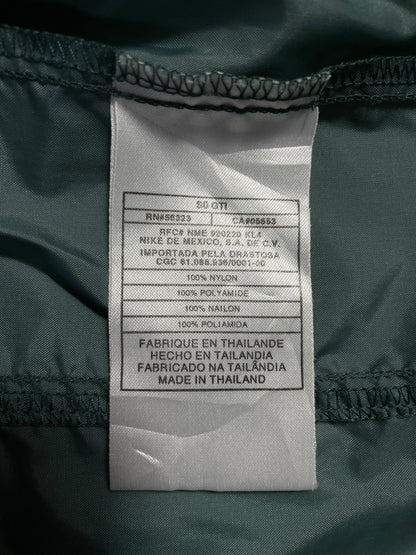 S0 GTI
RN#56323 CA#05553
RFC# NME 920220 KL4
NIKE DE MEXICO, S.A. DE C.V.
IMPORTADA PELA DRASTOSA
CGC 61.088.936/0001-00
100% NYLON
100% POLYAMIDE
100% NAILON
100% POLIAMIDA
FABRIQUE EN THAILANDE
HECHO EN TAILANDIA
FABRICADO NA TAILÂNDIA
MADE IN THAILAND